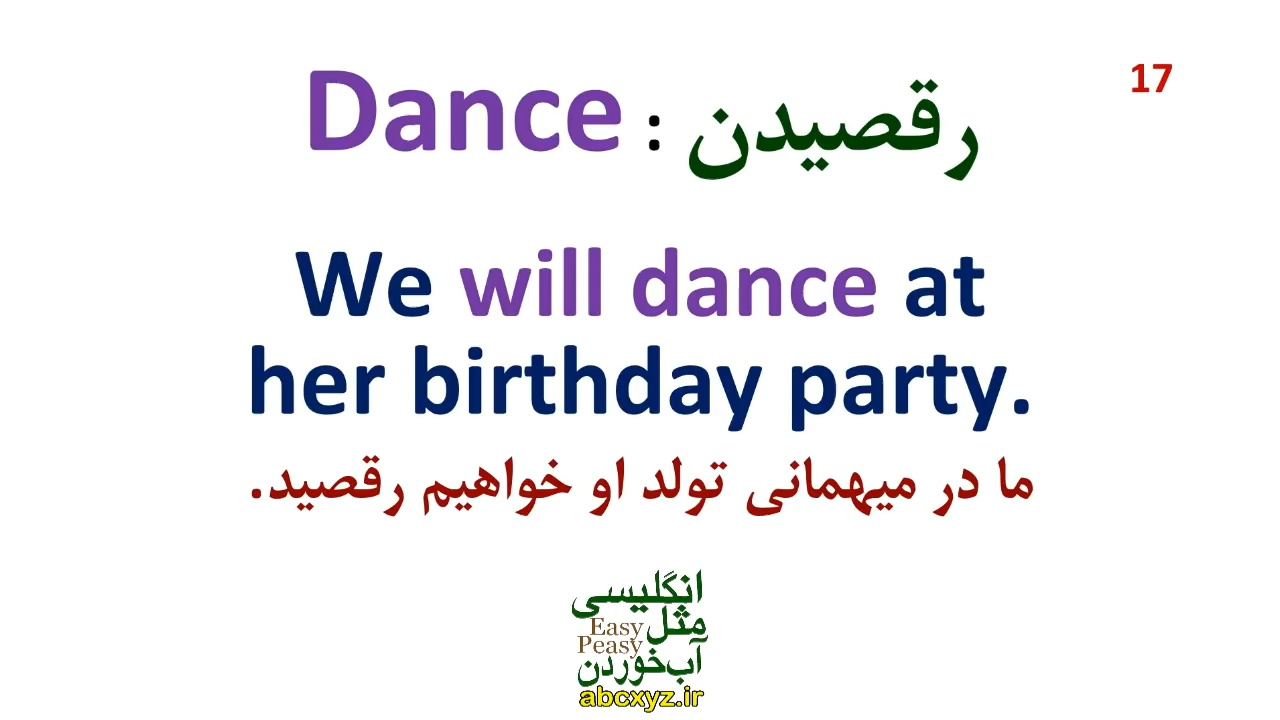 17
Dance : رقصیدن
We will dance at
her birthday party.
ما در میهمانی تولد او خواهیم رقصید.
انگلیسی
مثل Easy
Peasy
آب‌خوردن
abcxyz.ir